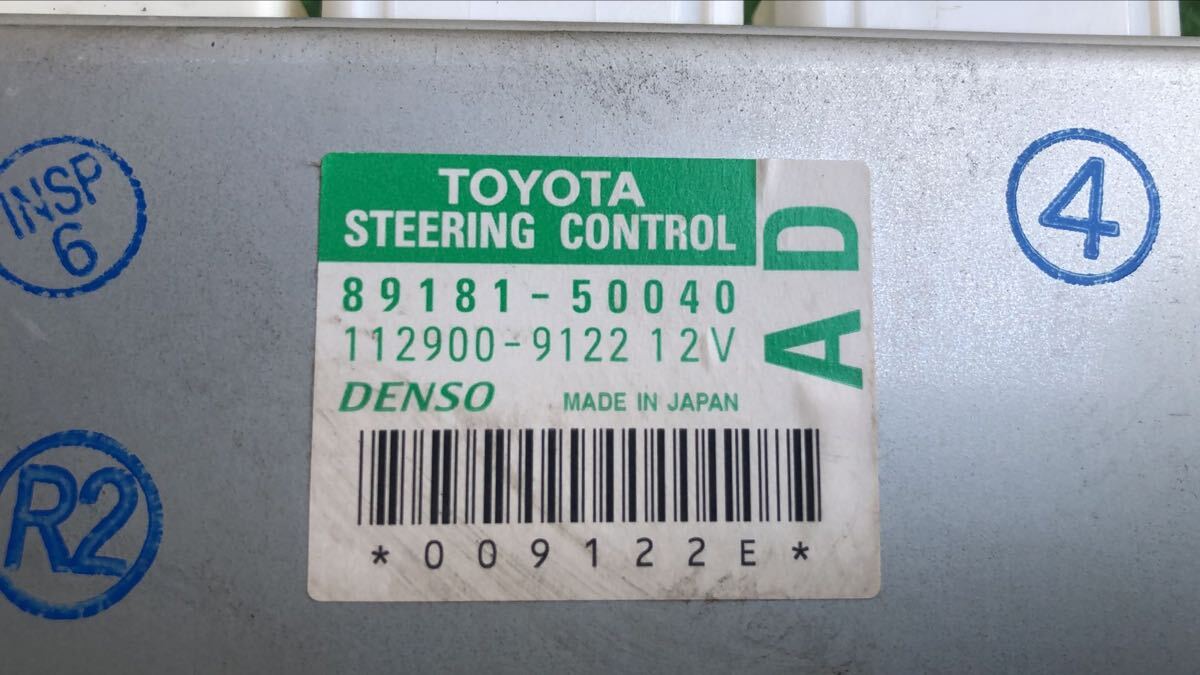 INSP
6
R2
TOYOTA
STEERING CONTROL
AD
89181-50040
112900-9122 12V
DENSO MADE IN JAPAN
*009122E*
4